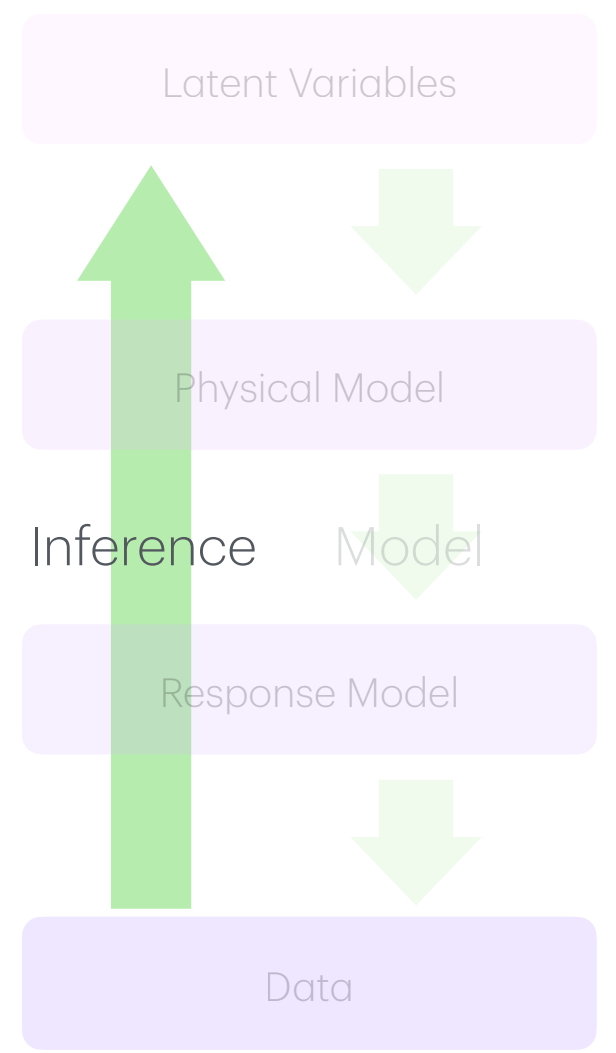 Latent Variables
Physical Model
Inference
Model
Response Model
Data